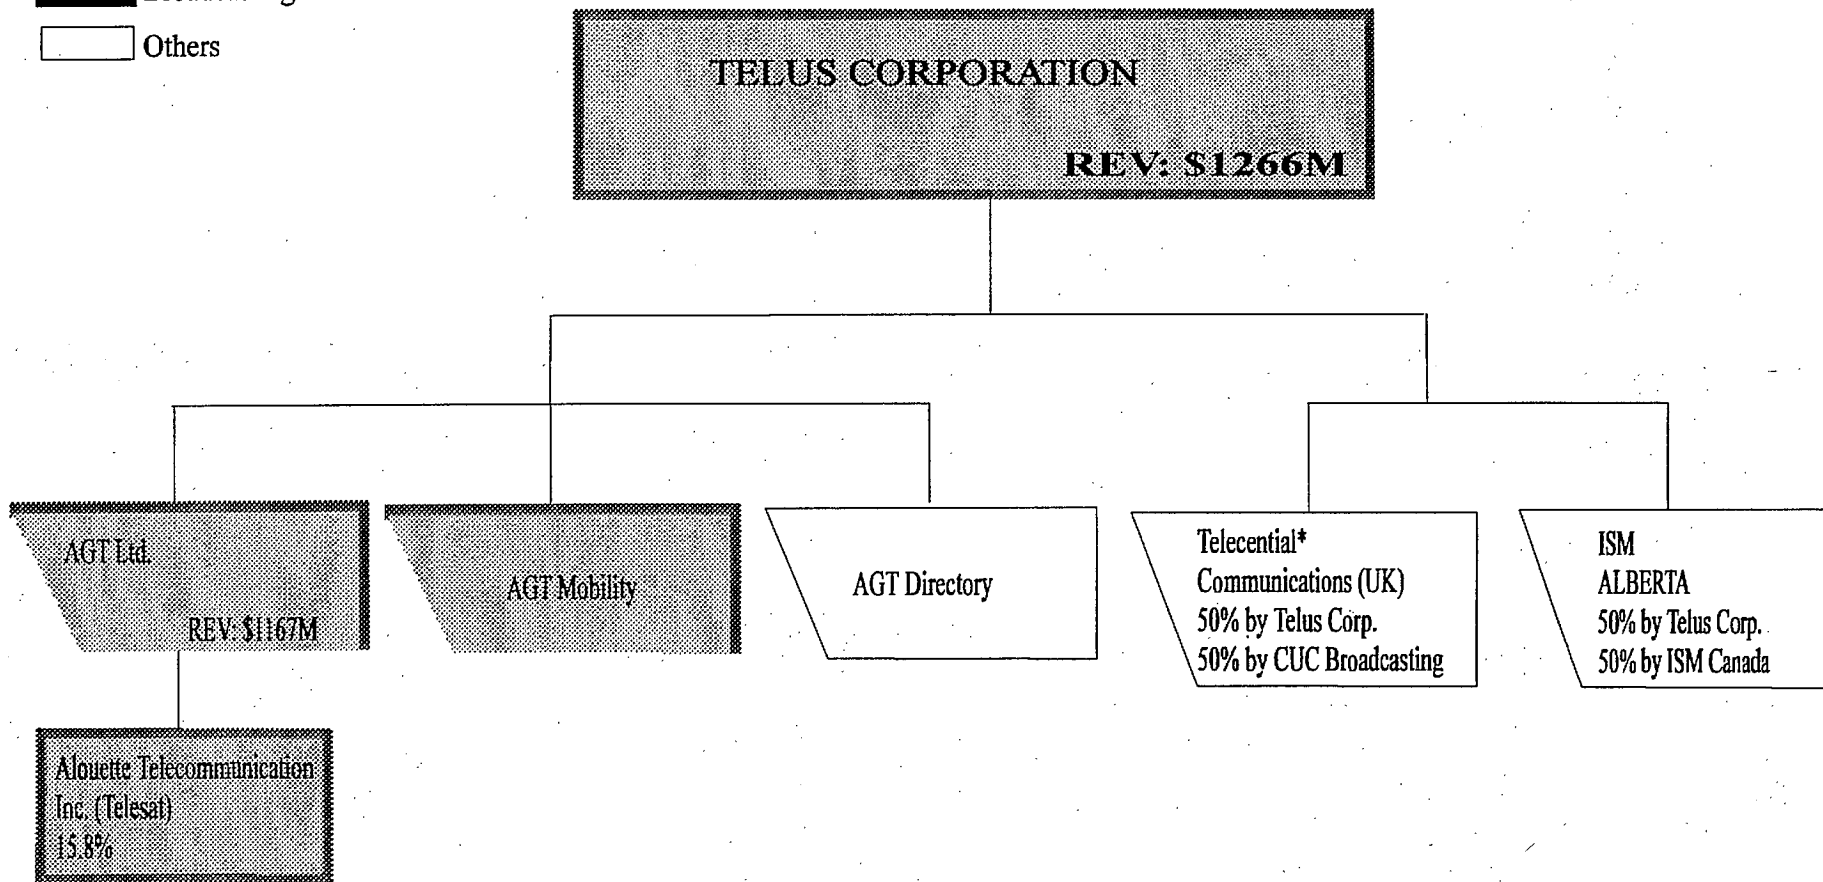 Others
TELUS CORPORATION
REV: $1266M
AGT Ltd.
REV: $1167M
AGT Mobility
AGT Directory
Telecential*
Communications (UK)
50% by Telus Corp.
50% by CUC Broadcasting
ISM
ALBERTA
50% by Telus Corp.
50% by ISM Canada
Alouette Telecommunication
Inc. (Telesat)
15.8%